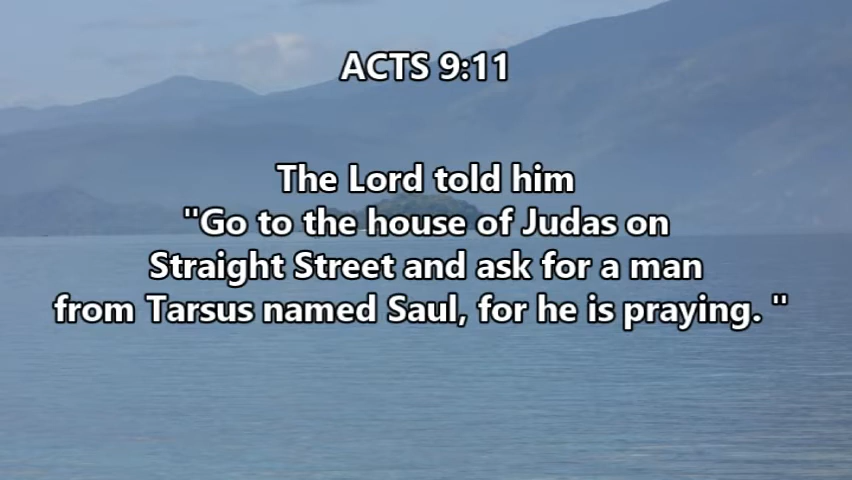 ACTS 9:11
The Lord told him
"Go to the house of Judas on
Straight Street and ask for a man
from Tarsus named Saul, for he is praying. "